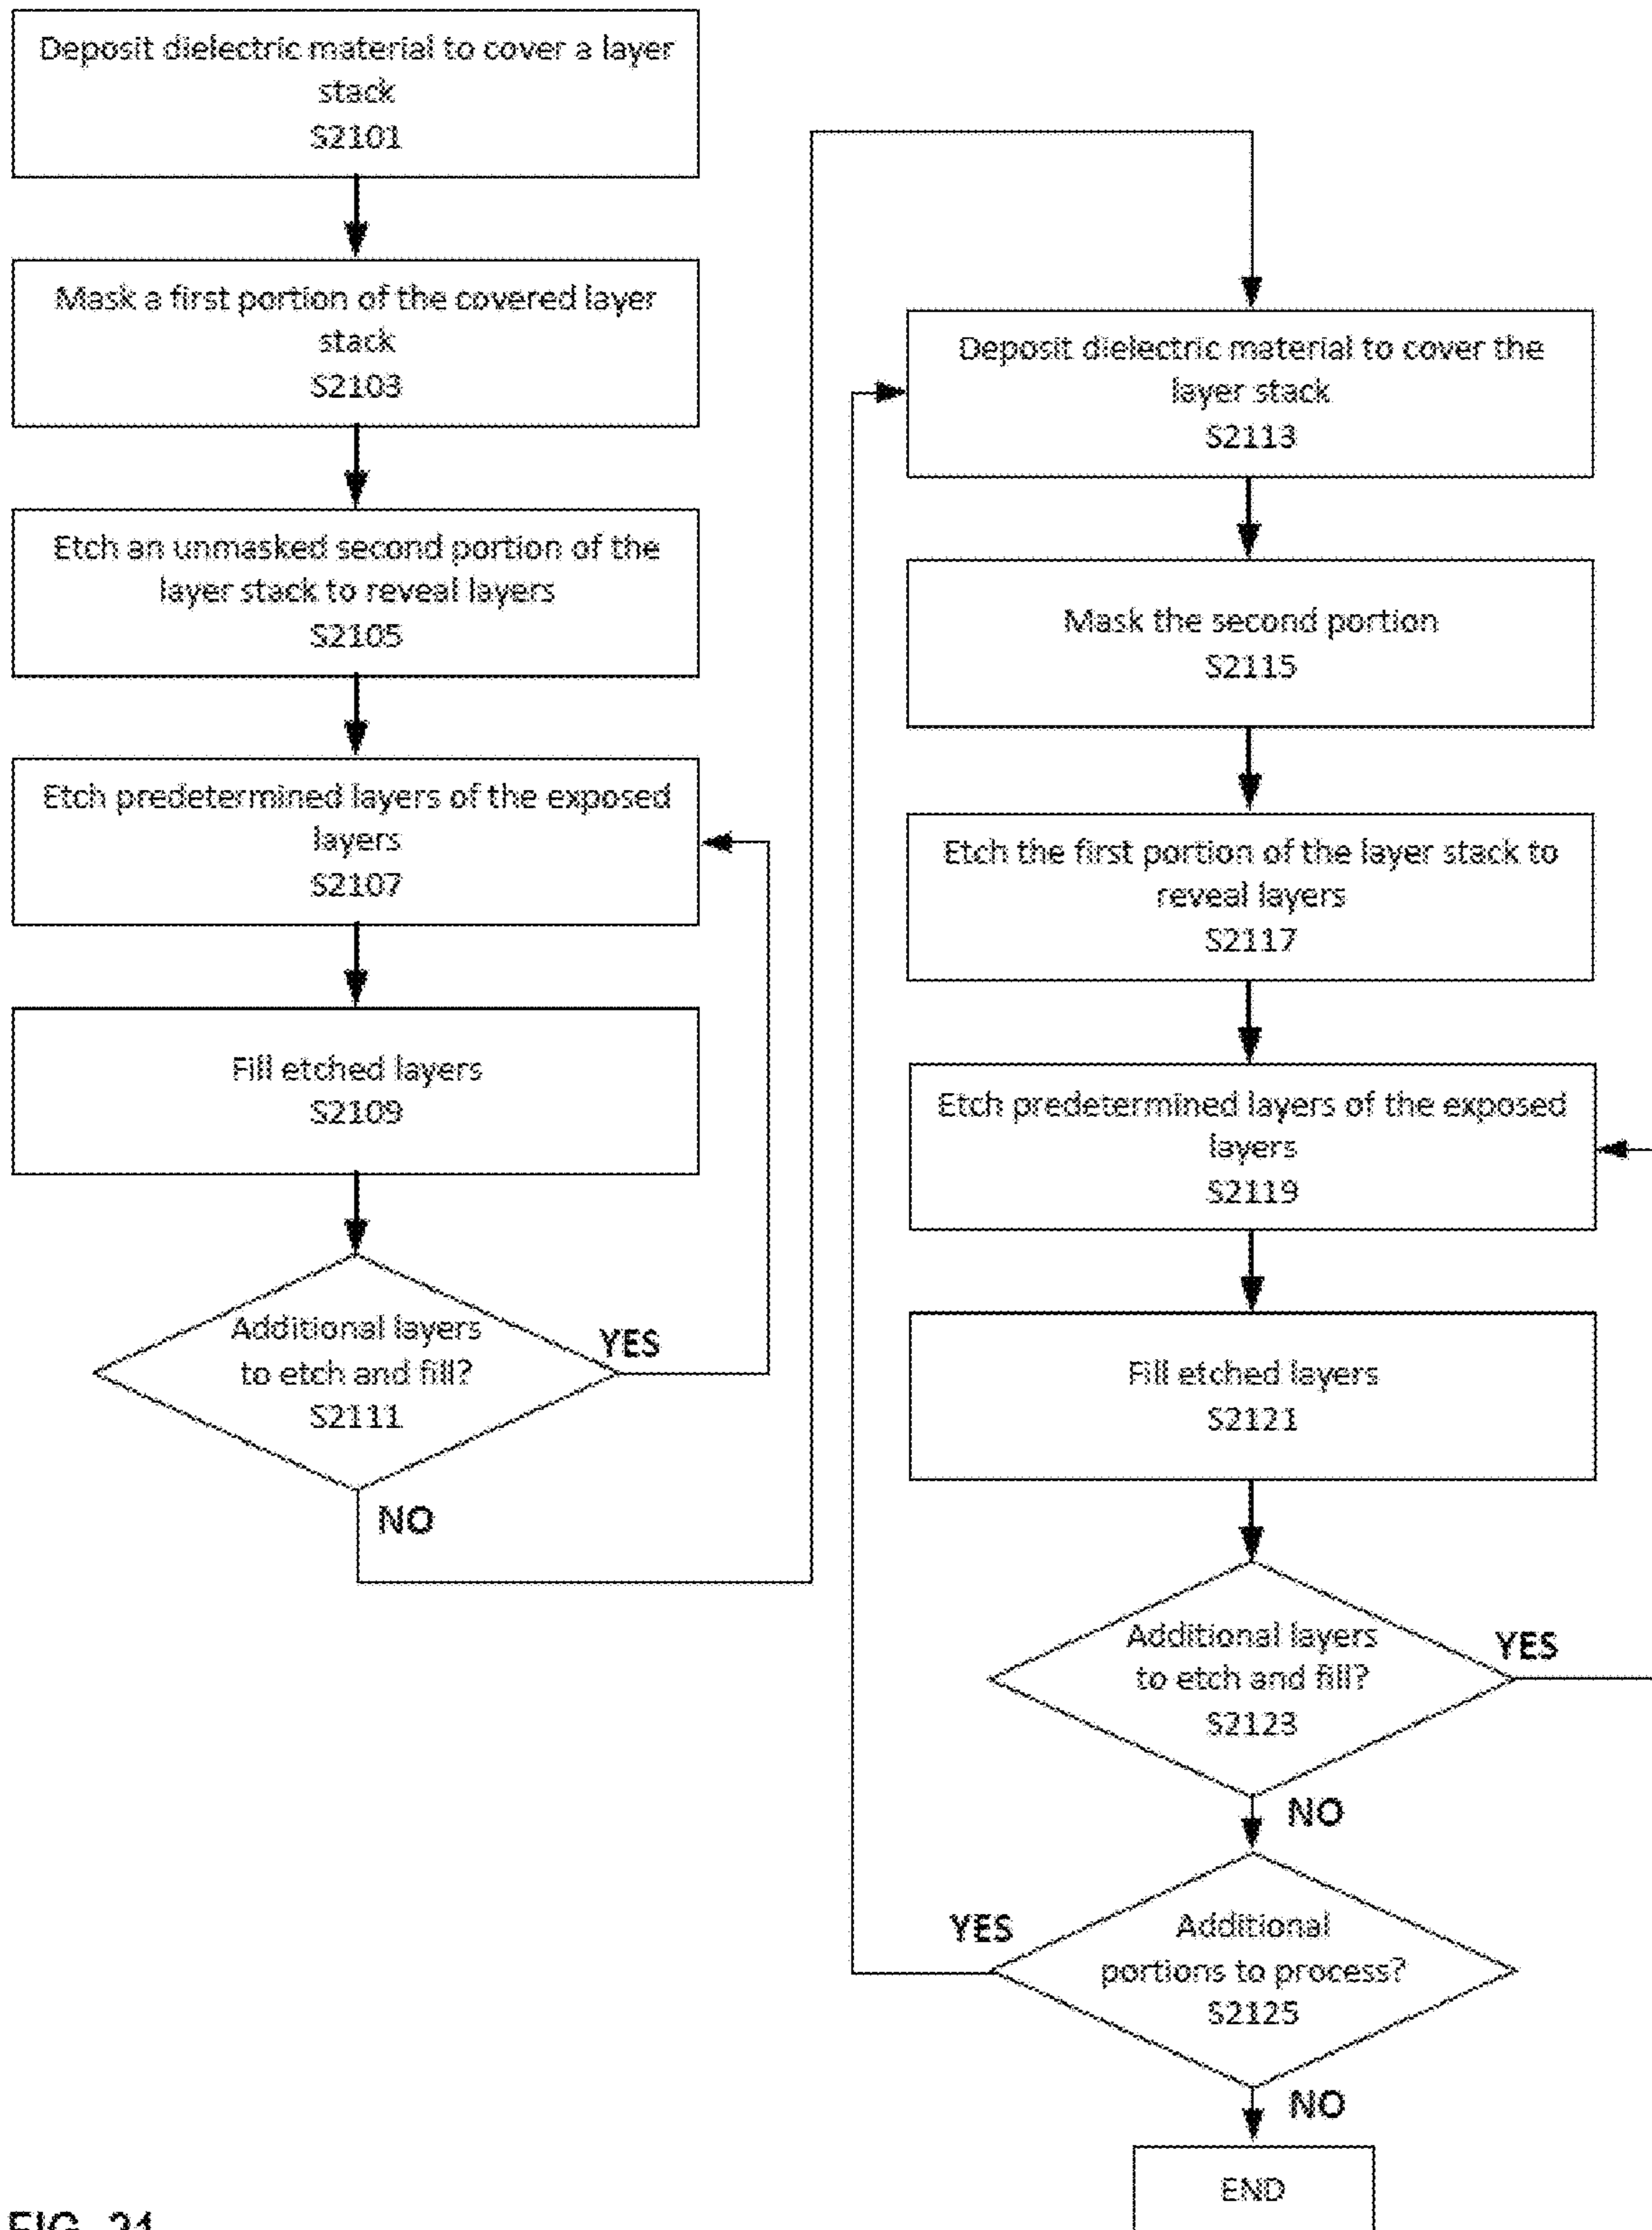 Deposit dielectric material to cover a layer
stack
S2101
Mask a first portion of the covered layer
stack
S2103
Etch an unmasked second portion of the
layer stack to reveal layers
S2105
Etch predetermined layers of the exposed
layers
S2107
Fill etched layers
S2109
Additional layers
to etch and fill?
S2111
YES
NO
Deposit dielectric material to cover the
layer stack
S2113
Mask the second portion
S2115
Etch the first portion of the layer stack to
reveal layers
S2117
Etch predetermined layers of the exposed
layers
S2119
Fill etched layers
S2121
Additional layers
to etch and fill?
S2123
YES
NO
Additional
portions to process?
S2125
YES
NO
END
FIG. 21